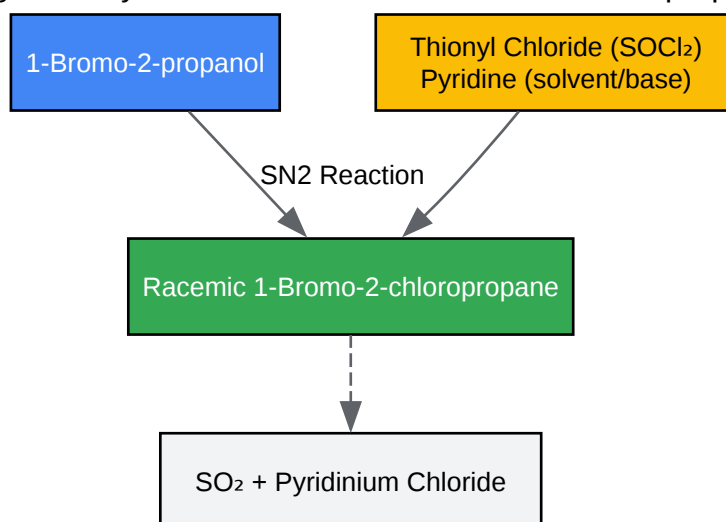 1-Bromo-2-propanol
Thionyl Chloride (SOCl₂)
Pyridine (solvent/base)
SN2 Reaction
Racemic 1-Bromo-2-chloropropane
SO₂ + Pyridinium Chloride